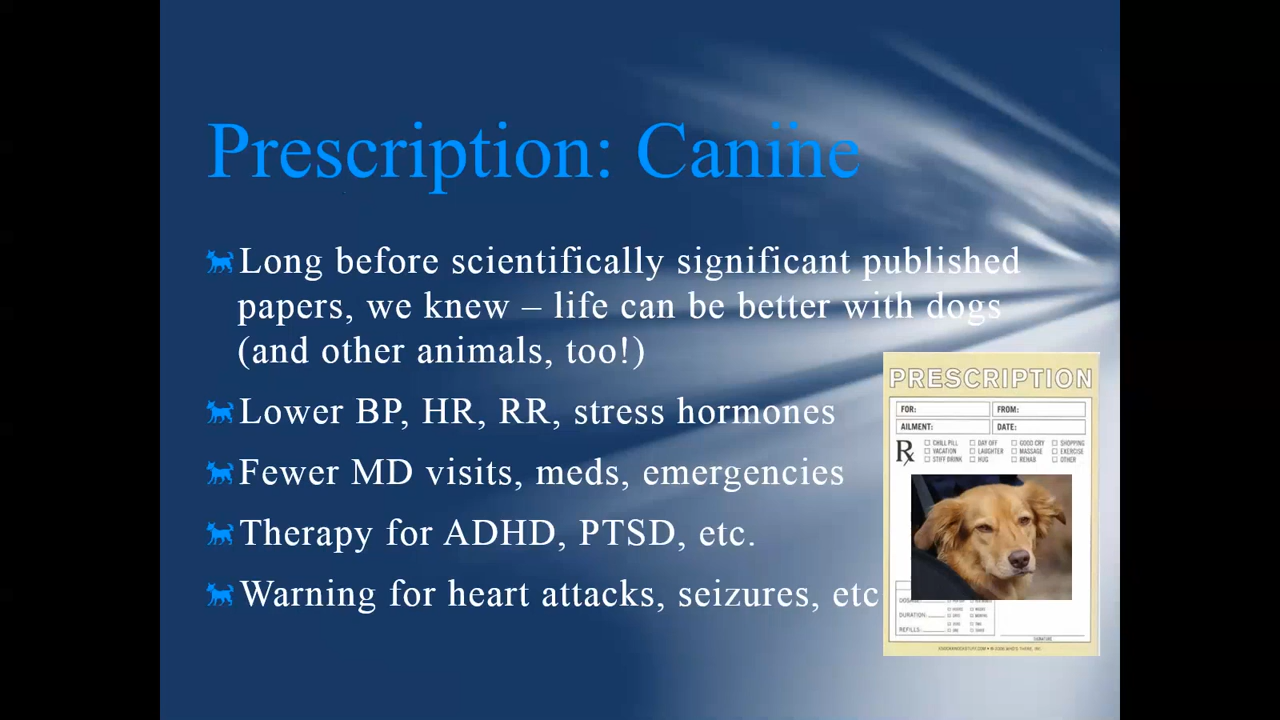 Prescription: Canine
Long before scientifically significant published
papers, we knew – life can be better with dogs
(and other animals, too!)
Lower BP, HR, RR, stress hormones
Fewer MD visits, meds, emergencies
Therapy for ADHD, PTSD, etc.
Warning for heart attacks, seizures, etc
PRESCRIPTION
FOR: FROM:
AILMENT: DATE:
Rx
CHILL PILL DAY OFF GOOD CRY SHOPPING
VACATION LAUGHTER MASSAGE EXERCISE
STIFF DRINK HUG REHAB OTHER
DURATION:
REFILLS:
SIGNATURE